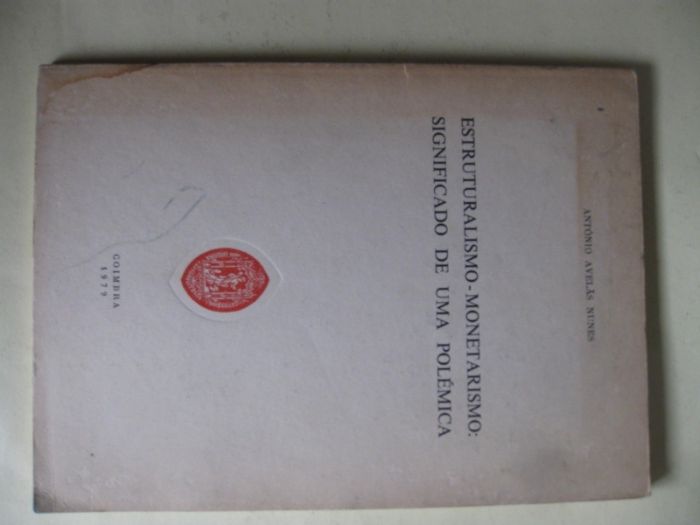 ANTÓNIO AVELÃS NUNES
ESTRUTURALISMO-MONETARISMO:
SIGNIFICADO DE UMA POLÉMICA
COIMBRA
1979